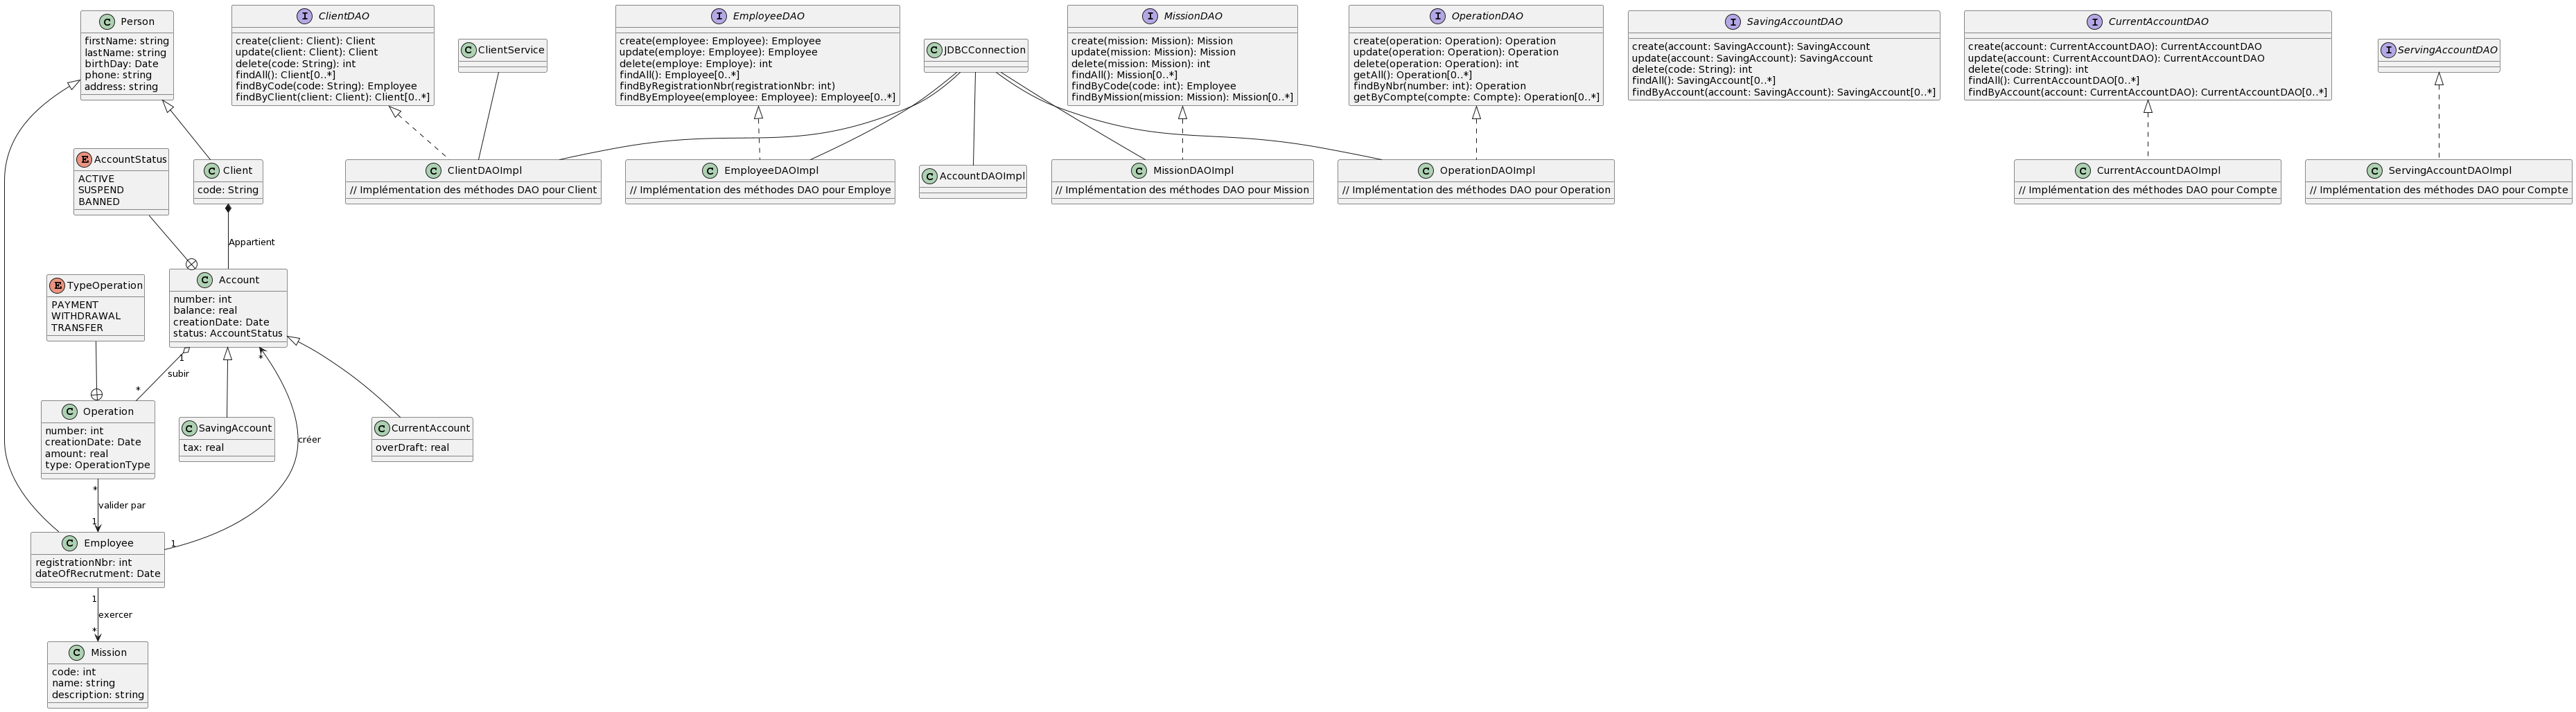 C Person
firstName: string
lastName: string
birthDay: Date
phone: string
address: string
I ClientDAO
create(client: Client): Client
update(client: Client): Client
delete(code: String): int
findAll(): Client[0..*]
findByCode(code: String): Employee
findByClient(client: Client): Client[0..*]
C ClientService
I EmployeeDAO
create(employee: Employee): Employee
update(employe: Employe): Employee
delete(employe: Employe): int
findAll(): Employee[0..*]
findByRegistrationNbr(registrationNbr: int)
findByEmployee(employee: Employee): Employee[0..*]
C JDBCConnection
I MissionDAO
create(mission: Mission): Mission
update(mission: Mission): Mission
delete(mission: Mission): int
findAll(): Mission[0..*]
findByCode(code: int): Employee
findByMission(mission: Mission): Mission[0..*]
I OperationDAO
create(operation: Operation): Operation
update(operation: Operation): Operation
delete(operation: Operation): int
getAll(): Operation[0..*]
findByNbr(number: int): Operation
getByCompte(compte: Compte): Operation[0..*]
I SavingAccountDAO
create(account: SavingAccount): SavingAccount
update(account: SavingAccount): SavingAccount
delete(code: String): int
findAll(): SavingAccount[0..*]
findByAccount(account: SavingAccount): SavingAccount[0..*]
I CurrentAccountDAO
create(account: CurrentAccountDAO): CurrentAccountDAO
update(account: CurrentAccountDAO): CurrentAccountDAO
delete(code: String): int
findAll(): CurrentAccountDAO[0..*]
findByAccount(account: CurrentAccountDAO): CurrentAccountDAO[0..*]
I ServingAccountDAO
E AccountStatus
ACTIVE
SUSPEND
BANNED
C Client
code: String
C ClientDAOImpl
// Implémentation des méthodes DAO pour Client
C EmployeeDAOImpl
// Implémentation des méthodes DAO pour Employe
C AccountDAOImpl
C MissionDAOImpl
// Implémentation des méthodes DAO pour Mission
C OperationDAOImpl
// Implémentation des méthodes DAO pour Operation
C CurrentAccountDAOImpl
// Implémentation des méthodes DAO pour Compte
C ServingAccountDAOImpl
// Implémentation des méthodes DAO pour Compte
Appartient
E TypeOperation
PAYMENT
WITHDRAWAL
TRANSFER
C Account
number: int
balance: real
creationDate: Date
status: AccountStatus
1
*
subir
*
C Operation
number: int
creationDate: Date
amount: real
type: OperationType
C SavingAccount
tax: real
créer
C CurrentAccount
overDraft: real
*
valider par
1
C Employee
registrationNbr: int
dateOfRecrutment: Date
1
1
exercer
*
C Mission
code: int
name: string
description: string